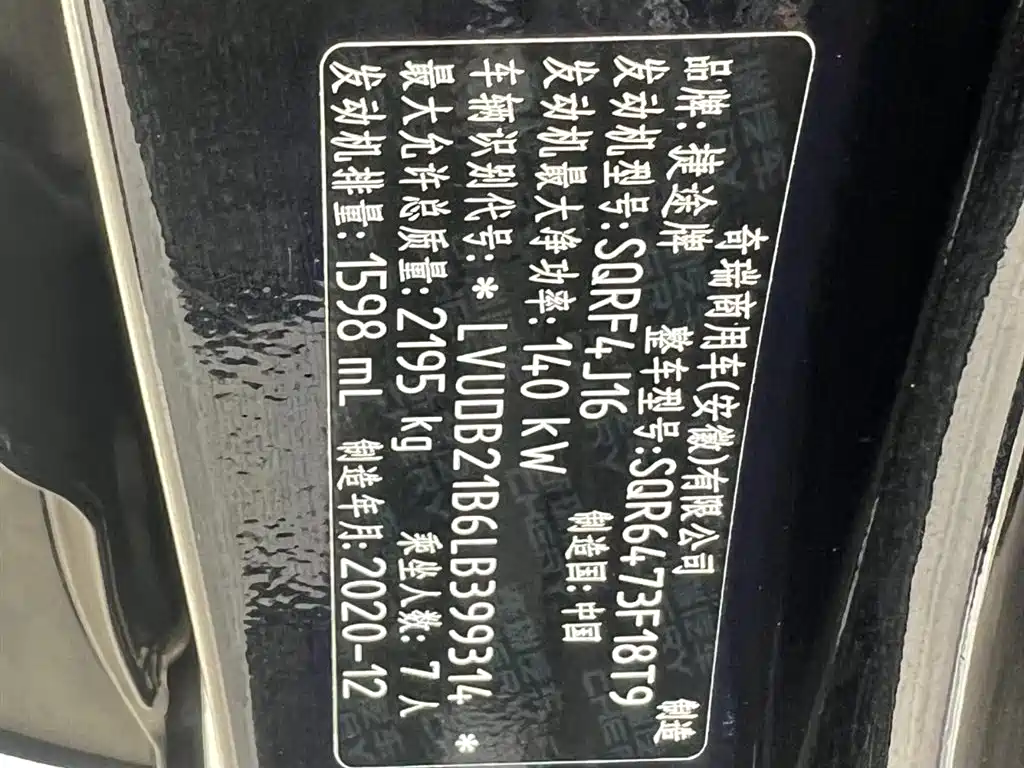 奇瑞商用车(安徽)有限公司 制造
品牌:捷途牌 整车型号:SQR6473F18T9
发动机型号:SQRF4J16 制造国:中国
发动机最大净功率:140 kW
车辆识别代号:* LVUDB21B6LB399314 *
最大允许总质量:2195 kg 乘坐人数:7人
发动机排量:1598 mL 制造年月:2020-12